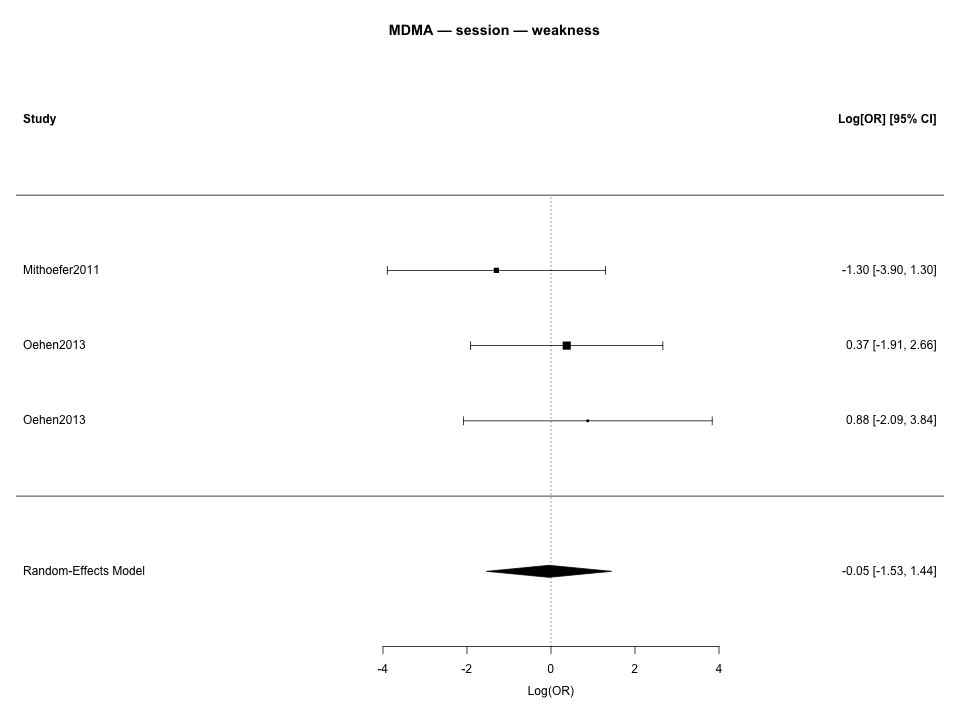 MDMA — session — weakness
Study Log[OR] [95% CI]
Mithoefer2011 -1.30 [-3.90, 1.30]
Oehen2013 0.37 [-1.91, 2.66]
Oehen2013 0.88 [-2.09, 3.84]
Random-Effects Model -0.05 [-1.53, 1.44]
-4 -2 0 2 4
Log(OR)